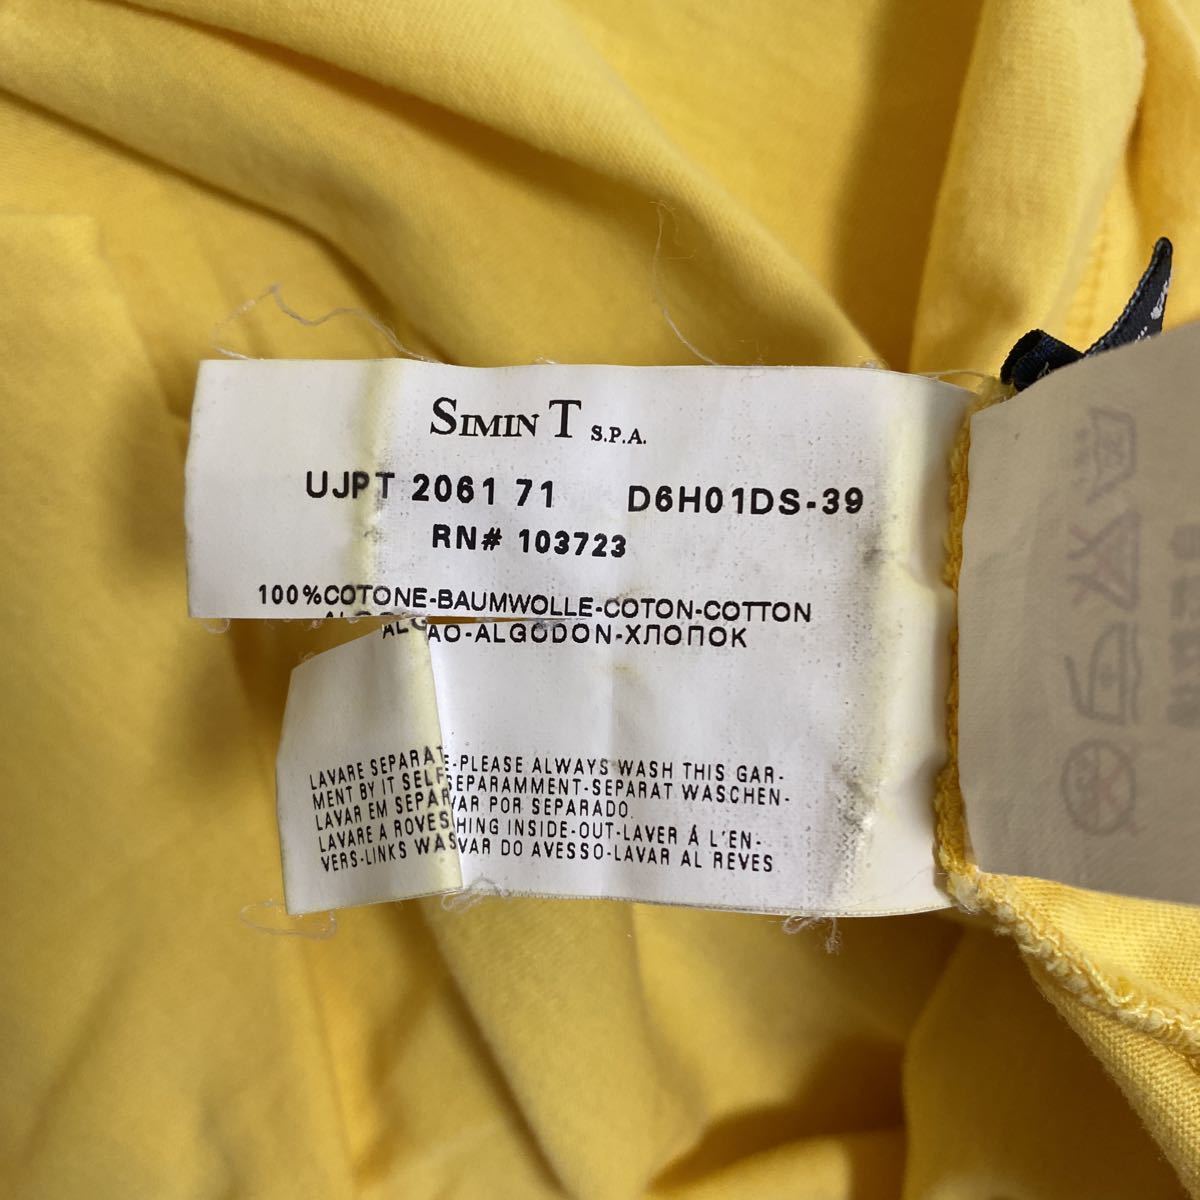 SIMIN T S.P.A.
UJPT 2061 71 D6H01DS-39
RN# 103723
100%COTONE-BAUMWOLLE-COTON-COTTON
ALGODON-ХЛОПОК
LAVARE SEPARATE-PLEASE ALWAYS WASH THIS GAR-
MENT BY IT SELF SEPARAMMENT-SEPARAT WASCHEN-
LAVAR EM SEPAR VAR POR SEPARADO.
LAVARE A ROVES HING INSIDE-OUT-LAVER Á L'EN-
VERS-LINKS WAS VAR DO AVESSO-LAVAR AL REVES